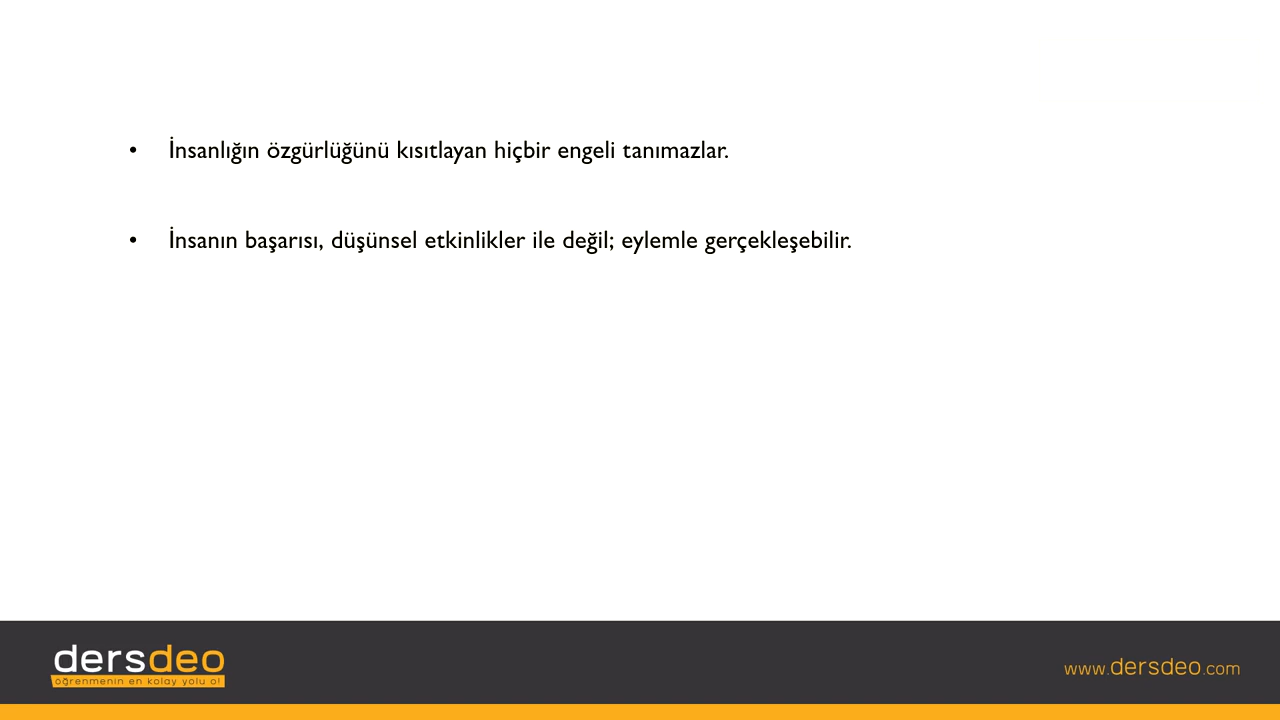 • İnsanlığın özgürlüğünü kısıtlayan hiçbir engeli tanımazlar.
• İnsanın başarısı, düşünsel etkinlikler ile değil; eylemle gerçekleşebilir.
dersdeo
öğrenmenin en kolay yolu o!
www.dersdeo.com